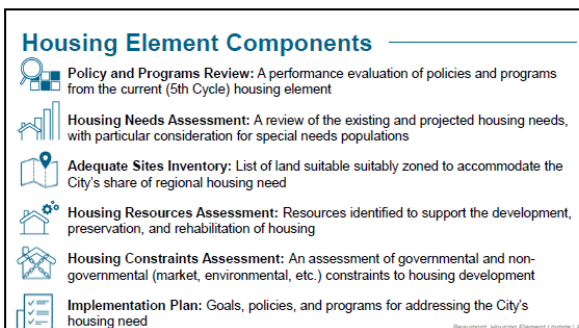 Housing Element Components
Policy and Programs Review: A performance evaluation of policies and programs
from the current (5th Cycle) housing element
Housing Needs Assessment: A review of the existing and projected housing needs,
with particular consideration for special needs populations
Adequate Sites Inventory: List of land suitable suitably zoned to accommodate the
City's share of regional housing need
Housing Resources Assessment: Resources identified to support the development,
preservation, and rehabilitation of housing
Housing Constraints Assessment: An assessment of governmental and non-
governmental (market, environmental, etc.) constraints to housing development
Implementation Plan: Goals, policies, and programs for addressing the City's
housing need
Beaumont Housing Element Update |